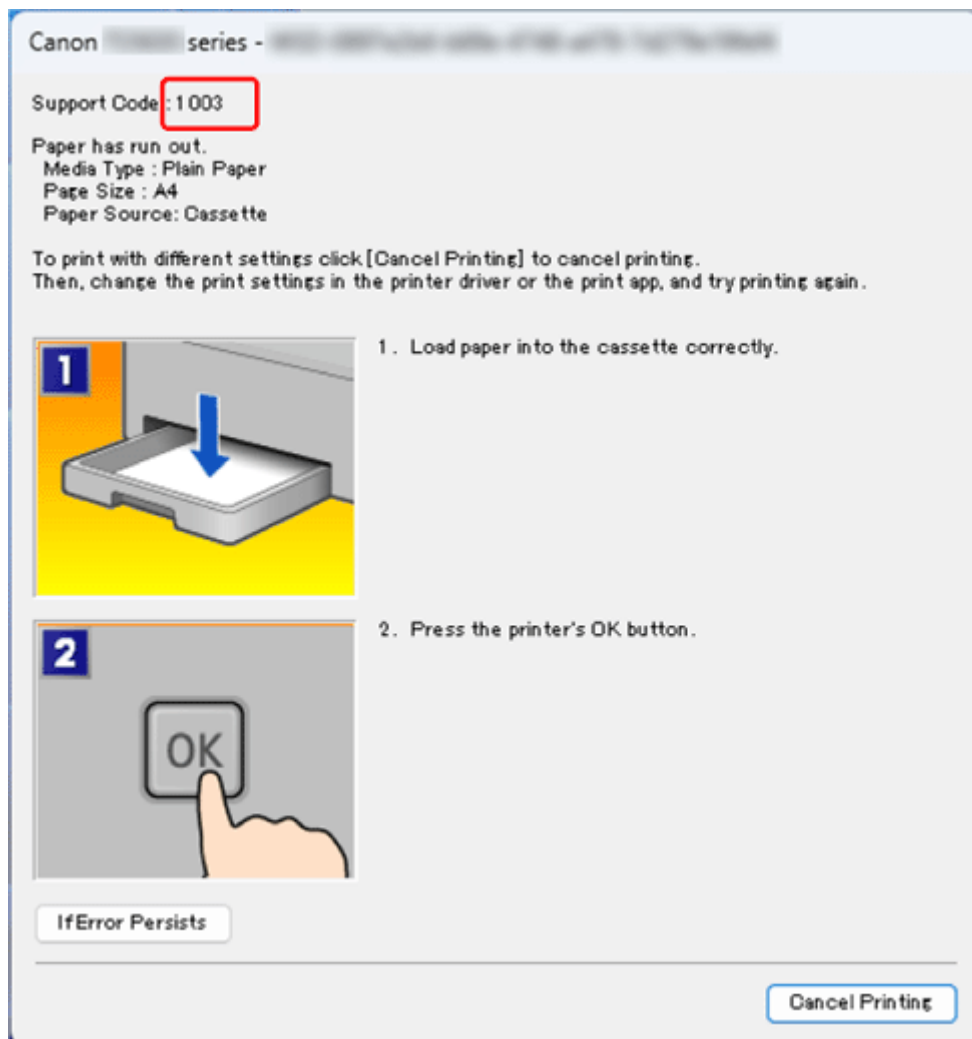 Canon series -
Support Code : 1003
Paper has run out.
Media Type : Plain Paper
Page Size : A4
Paper Source: Cassette
To print with different settings click [Cancel Printing] to cancel printing.
Then, change the print settings in the printer driver or the print app, and try printing again.
1
1. Load paper into the cassette correctly.
2
2. Press the printer's OK button.
OK
If Error Persists
Cancel Printing